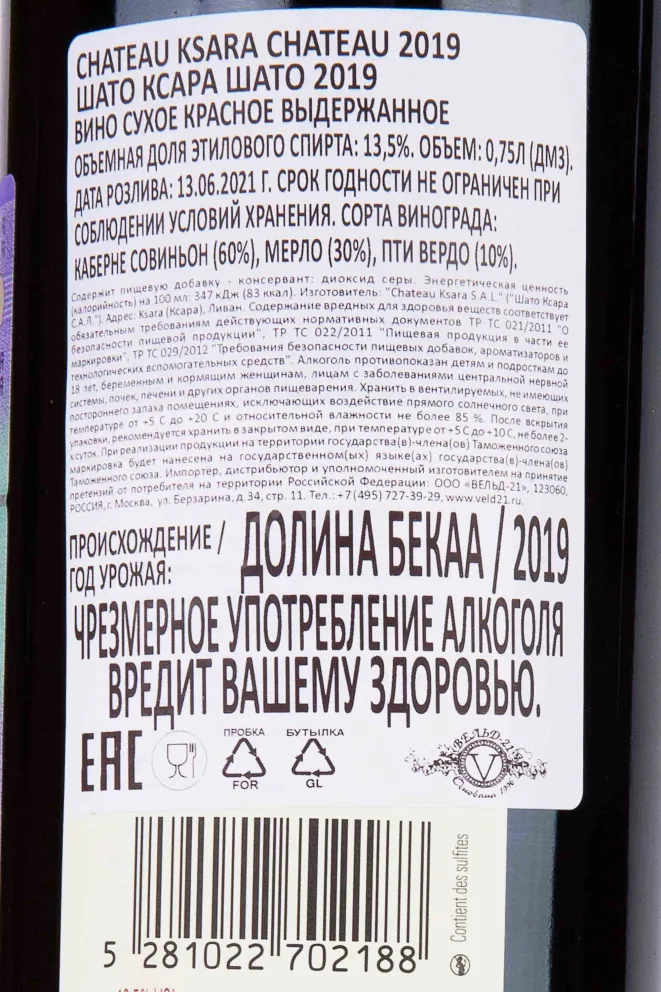 CHATEAU KSARA CHATEAU 2019
ШАТО КСАРА ШАТО 2019
ВИНО СУХОЕ КРАСНОЕ ВЫДЕРЖАННОЕ
ОБЪЕМНАЯ ДОЛЯ ЭТИЛОВОГО СПИРТА: 13,5%. ОБЪЕМ: 0,75Л (ДМ3).
ДАТА РОЗЛИВА: 13.06.2021 Г. СРОК ГОДНОСТИ НЕ ОГРАНИЧЕН ПРИ
СОБЛЮДЕНИИ УСЛОВИЙ ХРАНЕНИЯ. СОРТА ВИНОГРАДА:
КАБЕРНЕ СОВИНЬОН (60%), МЕРЛО (30%), ПТИ ВЕРДО (10%).
Содержит пищевую добавку - консервант: диоксид серы. Энергетическая ценность
(калорийность) на 100 мл: 347 кДж (83 ккал). Изготовитель: "Chateau Ksara S.A.L." ("Шато Ксара
С.А.Л."). Адрес: Ksara (Ксара), Ливан. Содержание вредных для здоровья веществ соответствует
обязательным требованиям действующих нормативных документов ТР ТС 021/2011 "О
безопасности пищевой продукции", ТР ТС 022/2011 "Пищевая продукция в части ее
маркировки", ТР ТС 029/2012 "Требования безопасности пищевых добавок, ароматизаторов и
технологических вспомогательных средств". Алкоголь противопоказан детям и подросткам до
18 лет, беременным и кормящим женщинам, лицам с заболеваниями центральной нервной
системы, почек, печени и других органов пищеварения. Хранить в вентилируемых, не имеющих
постороннего запаха помещениях, исключающих воздействие прямого солнечного света, при
температуре от +5 С до +20 С и относительной влажности не более 85 %. После вскрытия
упаковки, рекомендуется хранить в закрытом виде, при температуре от +5 С до +10 С, не более 2-
х суток. При реализации продукции на территории государства(в)-члена(ов) Таможенного союза
маркировка будет нанесена на государственном(ых) языке(ах) государства(в)-члена(ов)
Таможенного союза. Импортер, дистрибьютор и уполномоченный изготовителем на принятие
претензий от потребителя на территории Российской Федерации: ООО «ВЕЛЬД-21», 123060,
РОССИЯ, г. Москва, ул. Берзарина, д.34, стр. 11. Тел.: +7 (495) 727-39-29, www.veld21.ru.
ПРОИСХОЖДЕНИЕ / ГОД УРОЖАЯ: ДОЛИНА БЕКАА / 2019
ЧРЕЗМЕРНОЕ УПОТРЕБЛЕНИЕ АЛКОГОЛЯ
ВРЕДИТ ВАШЕМУ ЗДОРОВЬЮ.
EAC
ПРОБКА
FOR
БУТЫЛКА
GL
ВЕЛЬД-21
V
Основана 1996
Contient des sulfites
5 281022 702188